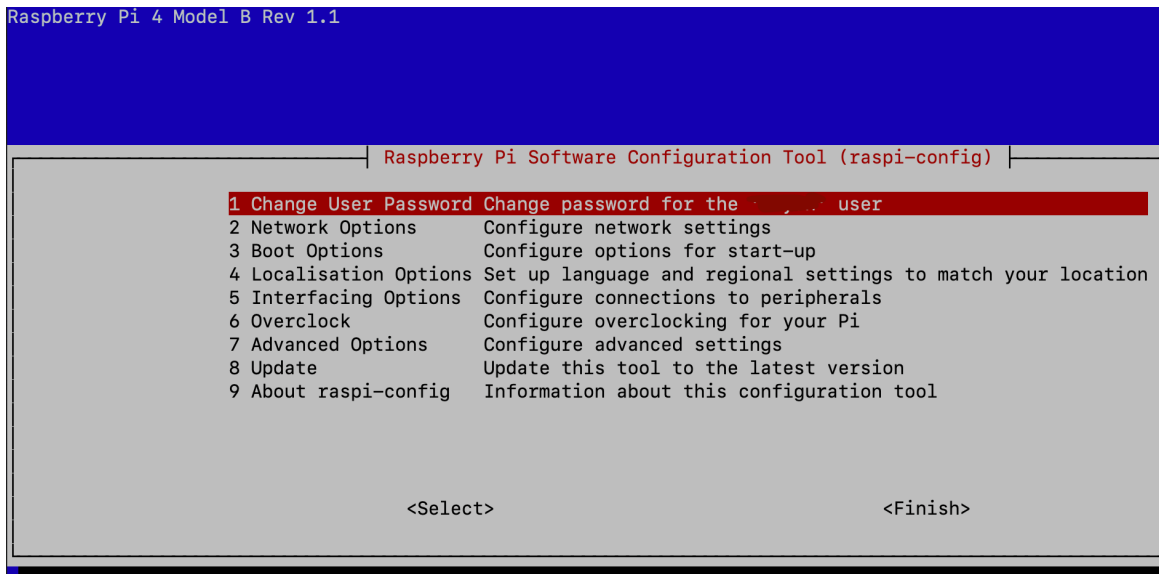 Raspberry Pi 4 Model B Rev 1.1
Raspberry Pi Software Configuration Tool (raspi-config)
1 Change User Password Change password for the user
2 Network Options Configure network settings
3 Boot Options Configure options for start-up
4 Localisation Options Set up language and regional settings to match your location
5 Interfacing Options Configure connections to peripherals
6 Overclock Configure overclocking for your Pi
7 Advanced Options Configure advanced settings
8 Update Update this tool to the latest version
9 About raspi-config Information about this configuration tool
<Select> <Finish>